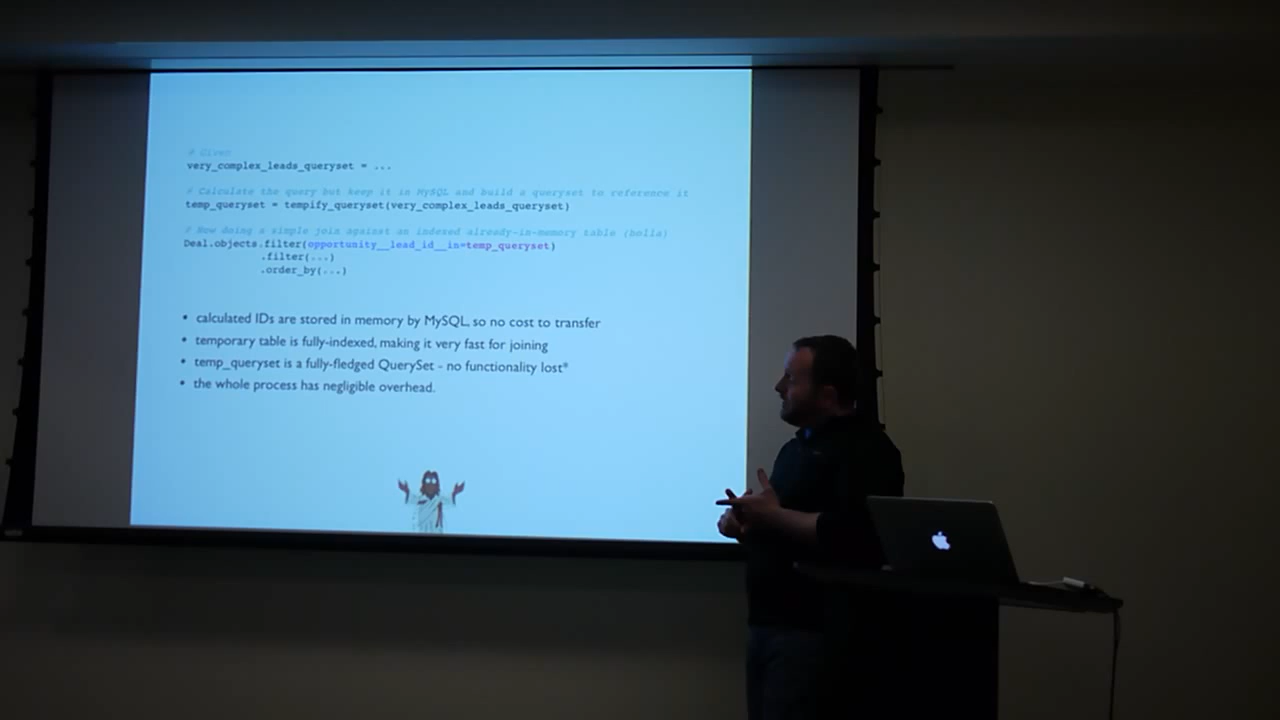 # Given
very_complex_leads_queryset = ...
# Calculate the query but keep it in MySQL and build a queryset to reference it
temp_queryset = tempify_queryset(very_complex_leads_queryset)
# Now doing a simple join against an indexed already-in-memory table (holla)
Deal.objects.filter(opportunity__lead_id__in=temp_queryset)
.filter(...)
.order_by(...)
• calculated IDs are stored in memory by MySQL, so no cost to transfer
• temporary table is fully-indexed, making it very fast for joining
• temp_queryset is a fully-fledged QuerySet - no functionality lost*
• the whole process has negligible overhead.